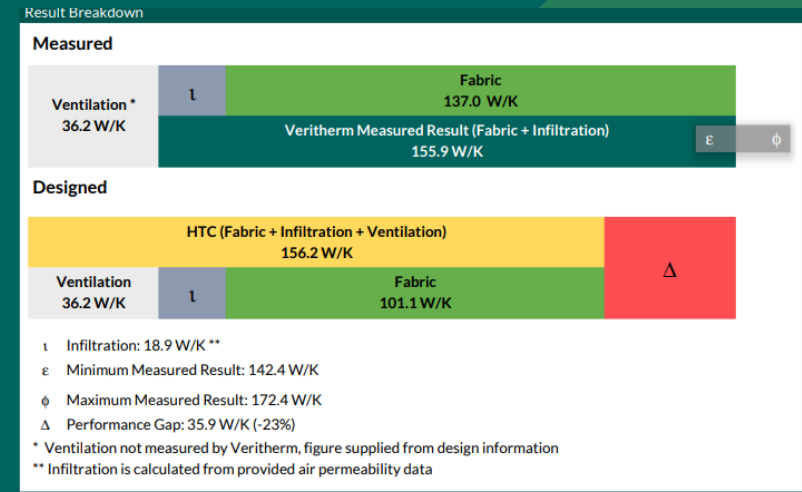 Result Breakdown
Measured
Ventilation *
36.2 W/K
ι
Fabric
137.0 W/K
Veritherm Measured Result (Fabric + Infiltration)
155.9 W/K
ε
ϕ
Designed
HTC (Fabric + Infiltration + Ventilation)
156.2 W/K
Δ
Ventilation
36.2 W/K
ι
Fabric
101.1 W/K
ι Infiltration: 18.9 W/K **
ε Minimum Measured Result: 142.4 W/K
ϕ Maximum Measured Result: 172.4 W/K
Δ Performance Gap: 35.9 W/K (-23%)
* Ventilation not measured by Veritherm, figure supplied from design information
** Infiltration is calculated from provided air permeability data